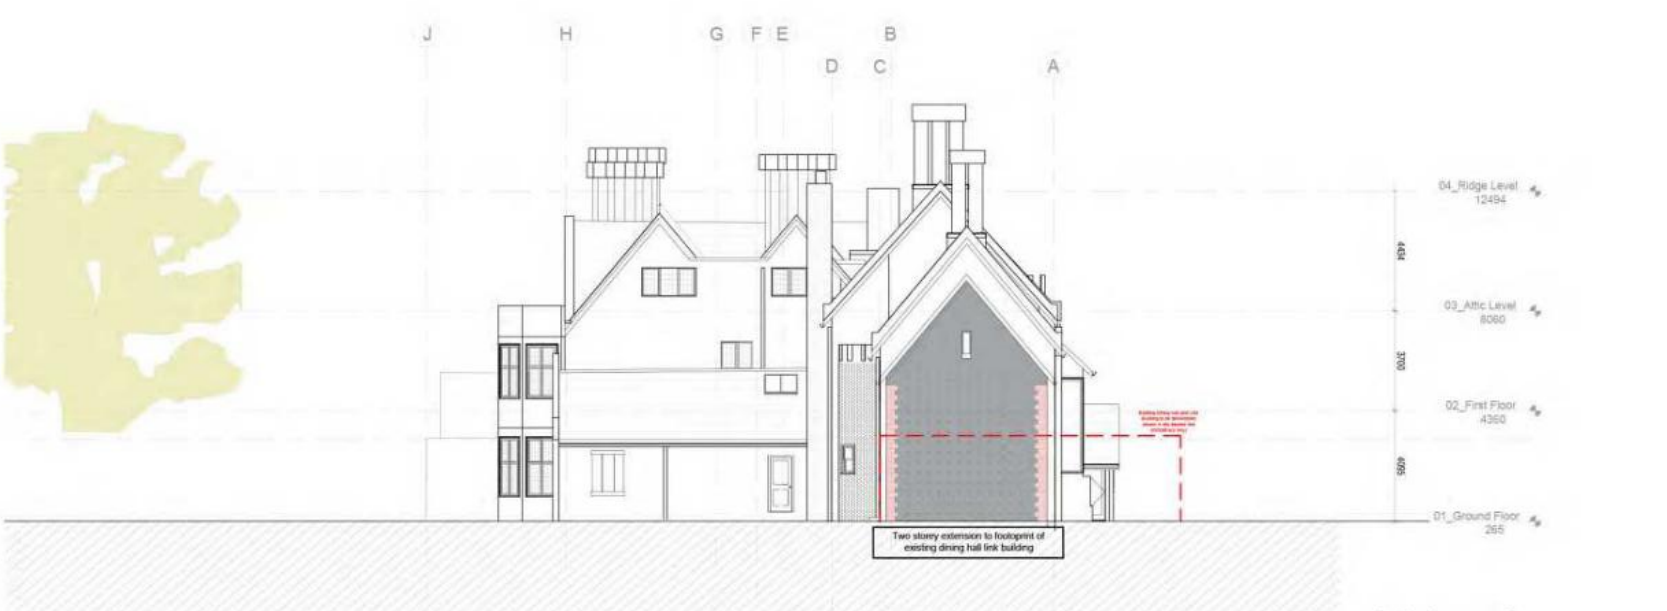 J H G F E B
D C A
04_Ridge Level
12494
4434
03_Attic Level
8060
3700
02_First Floor
4360
4095
01_Ground Floor
265
Two storey extension to footoprint of
existing dining hall link building